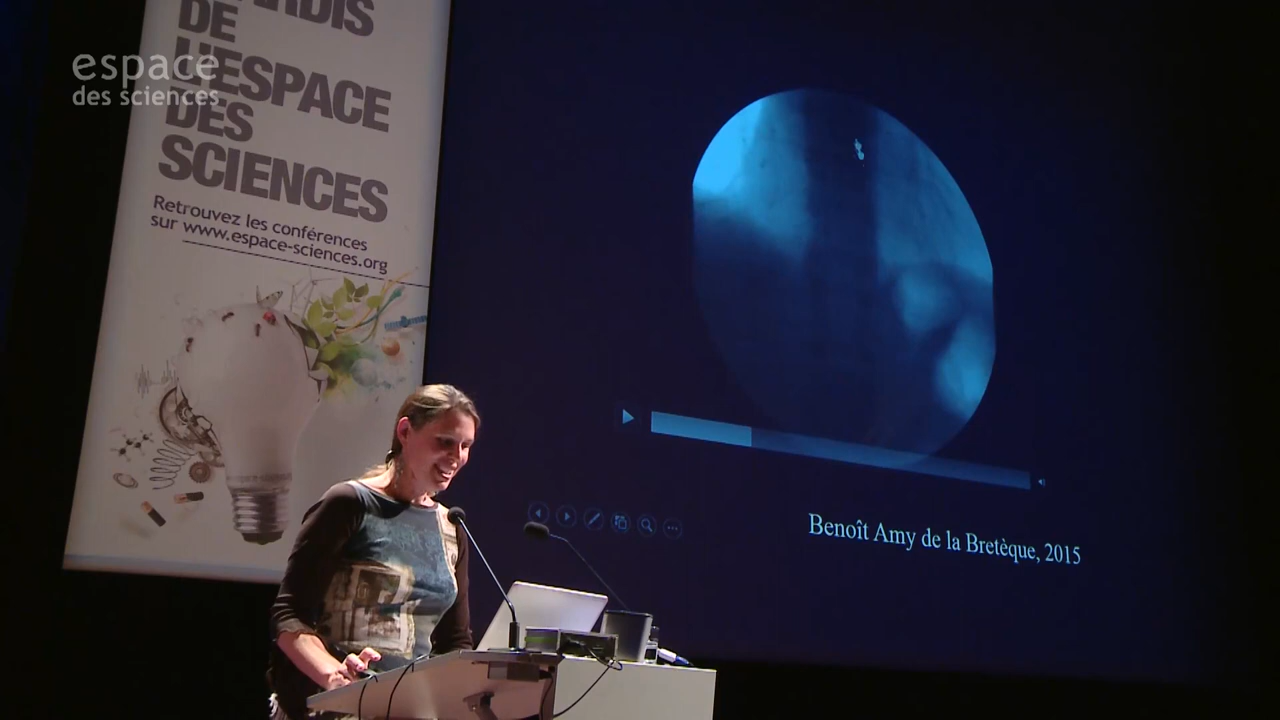 MARDIS
DE
L'ESPACE
DES
SCIENCES
Retrouvez les conférences
sur www.espace-sciences.org
espace
des sciences
Benoît Amy de la Bretèque, 2015